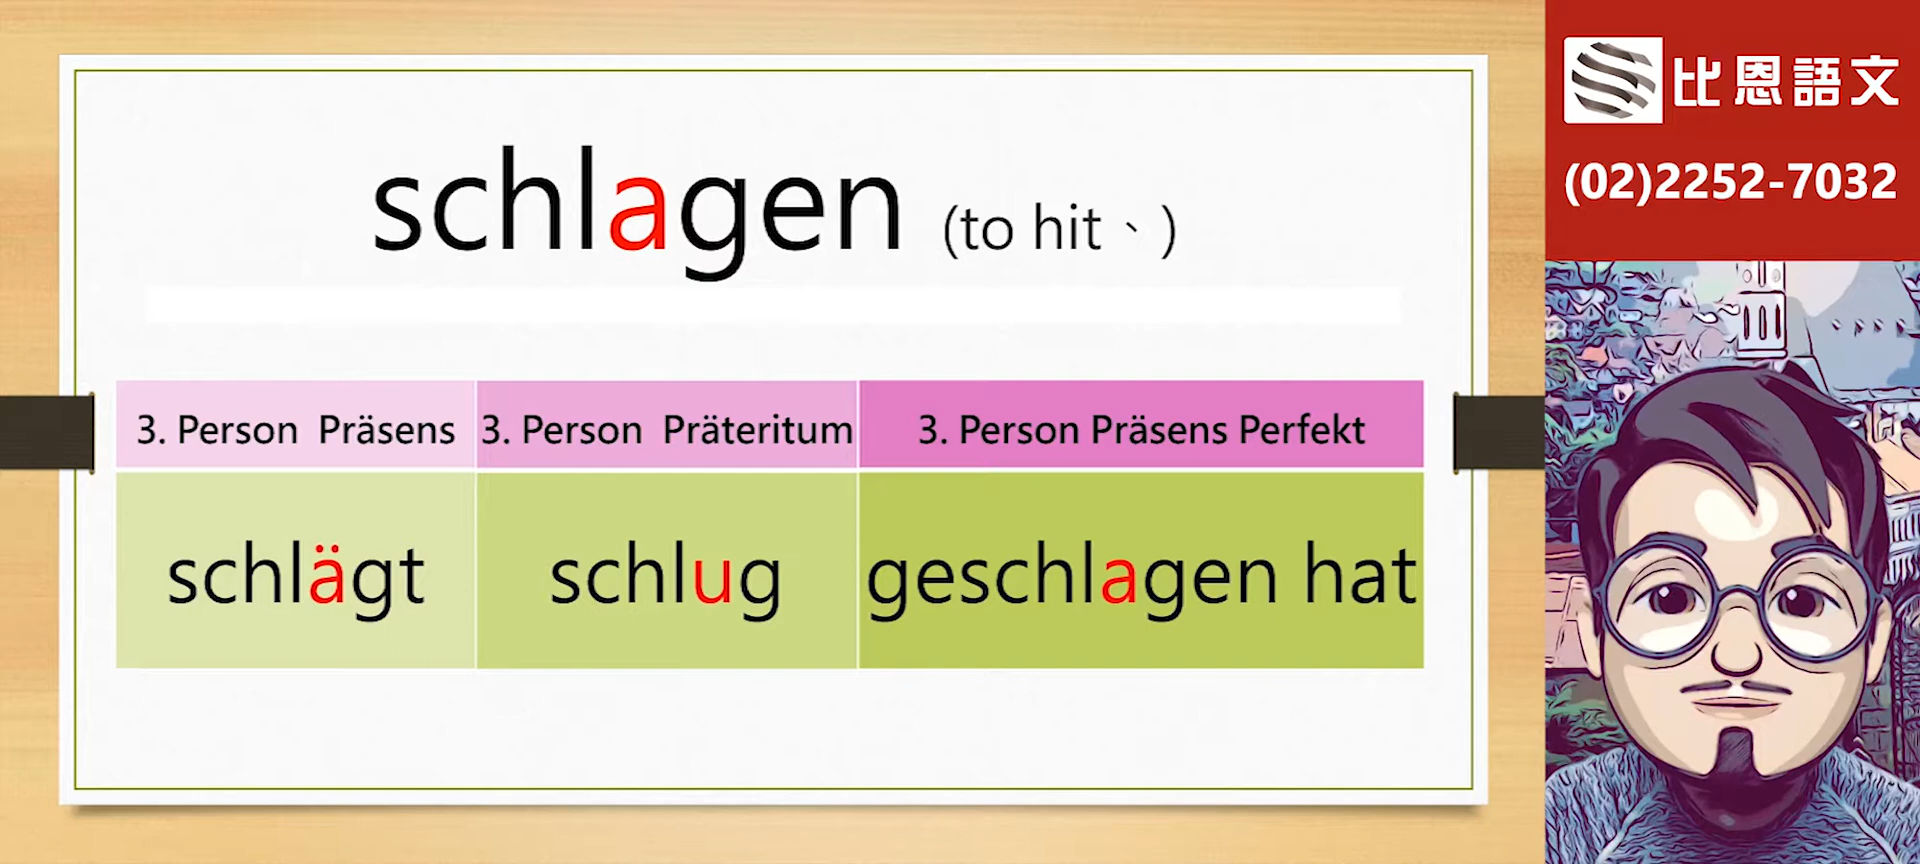 schlagen (to hit、)
3. Person Präsens
3. Person Präteritum
3. Person Präsens Perfekt
schlägt
schlug
geschlagen hat
比恩語文
(02)2252-7032